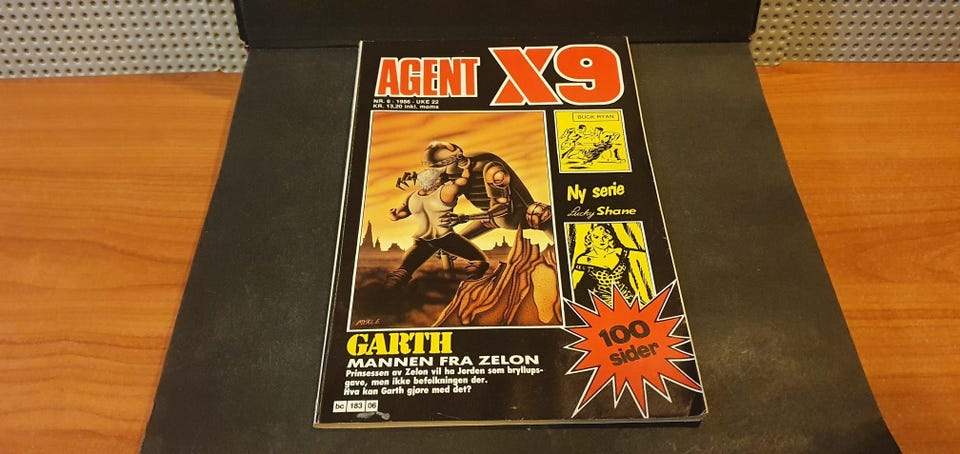 AGENT X9
NR. 6 - 1986 - UKE 22
KR. 13,20 inkl. moms
BUCK RYAN
Ny serie
Lucky Shane
100
sider
GARTH
MANNEN FRA ZELON
Prinsessen av Zelon vil ha Jorden som bryllups-
gave, men ikke befolkningen der.
Hva kan Garth gjøre med det?
bc 183 06